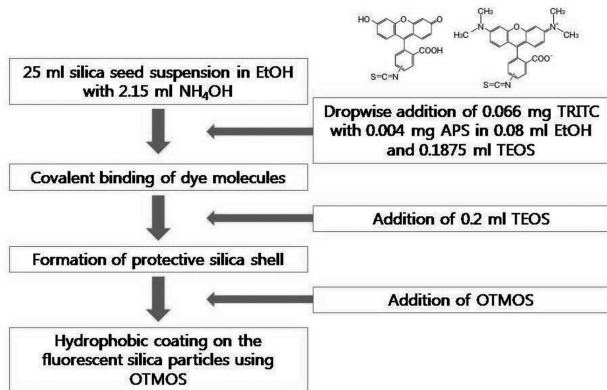 HO
O
O
COOH
S=C=N
CH₃
H₃C
N
O
N⁺
CH₃
CH₃
COO⁻
S=C=N
25 ml silica seed suspension in EtOH
with 2.15 ml NH₄OH
Dropwise addition of 0.066 mg TRITC
with 0.004 mg APS in 0.08 ml EtOH
and 0.1875 ml TEOS
Covalent binding of dye molecules
Addition of 0.2 ml TEOS
Formation of protective silica shell
Addition of OTMOS
Hydrophobic coating on the
fluorescent silica particles using
OTMOS